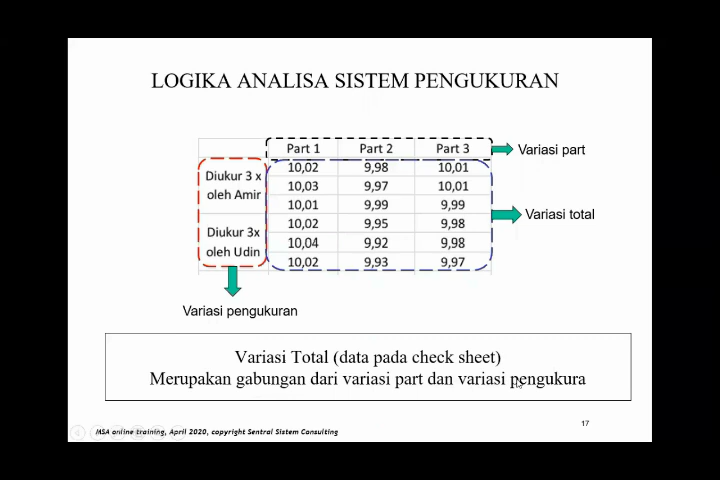 LOGIKA ANALISA SISTEM PENGUKURAN
Part 1 Part 2 Part 3
Variasi part
Diukur 3 x
oleh Amir
10,02 9,98 10,01
10,03 9,97 10,01
10,01 9,99 9,99
Variasi total
Diukur 3x
oleh Udin
10,02 9,95 9,98
10,04 9,92 9,98
10,02 9,93 9,97
Variasi pengukuran
Variasi Total (data pada check sheet)
Merupakan gabungan dari variasi part dan variasi pengukura
17
MSA online training, April 2020, copyright Sentral Sistem Consulting